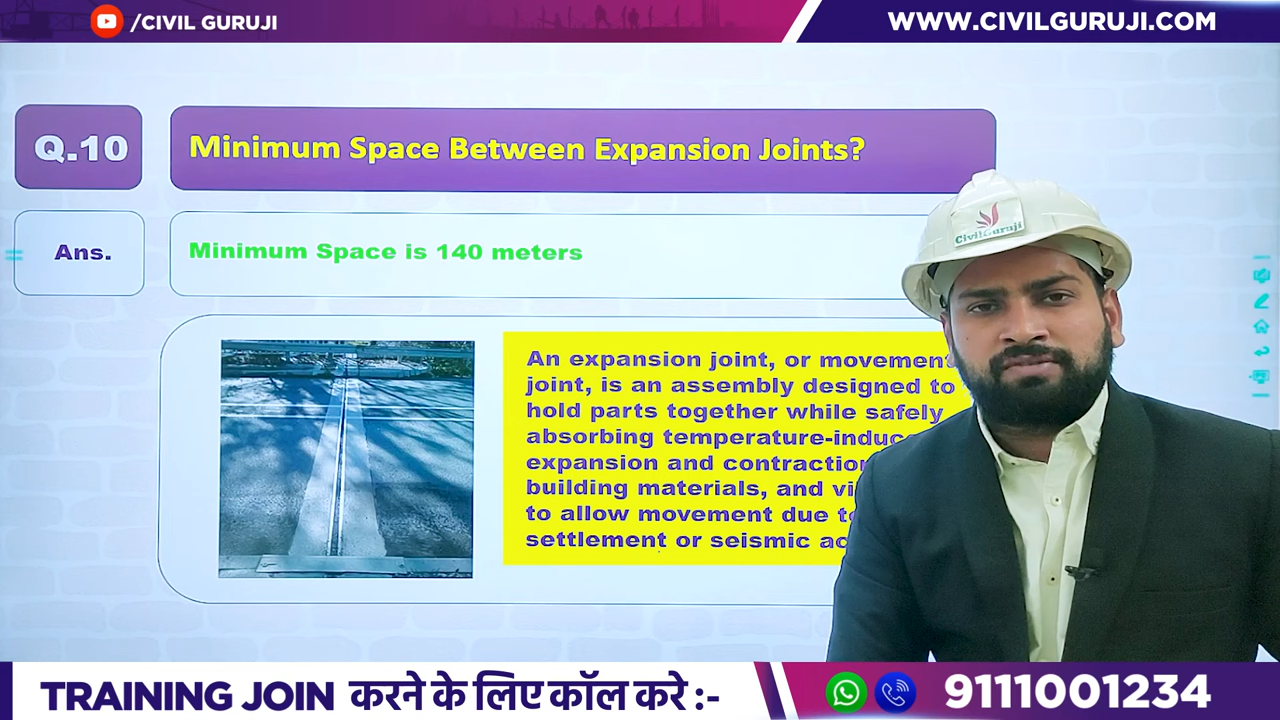 /CIVIL GURUJI
WWW.CIVILGURUJI.COM
Q.10
Minimum Space Between Expansion Joints?
Ans.
Minimum Space is 140 meters
CivilGuruji
An expansion joint, or movement
joint, is an assembly designed to
hold parts together while safely
absorbing temperature-induc
expansion and contraction
building materials, and vi
to allow movement due to
settlement or seismic ac
TRAINING JOIN करने के लिए कॉल करे :-
9111001234